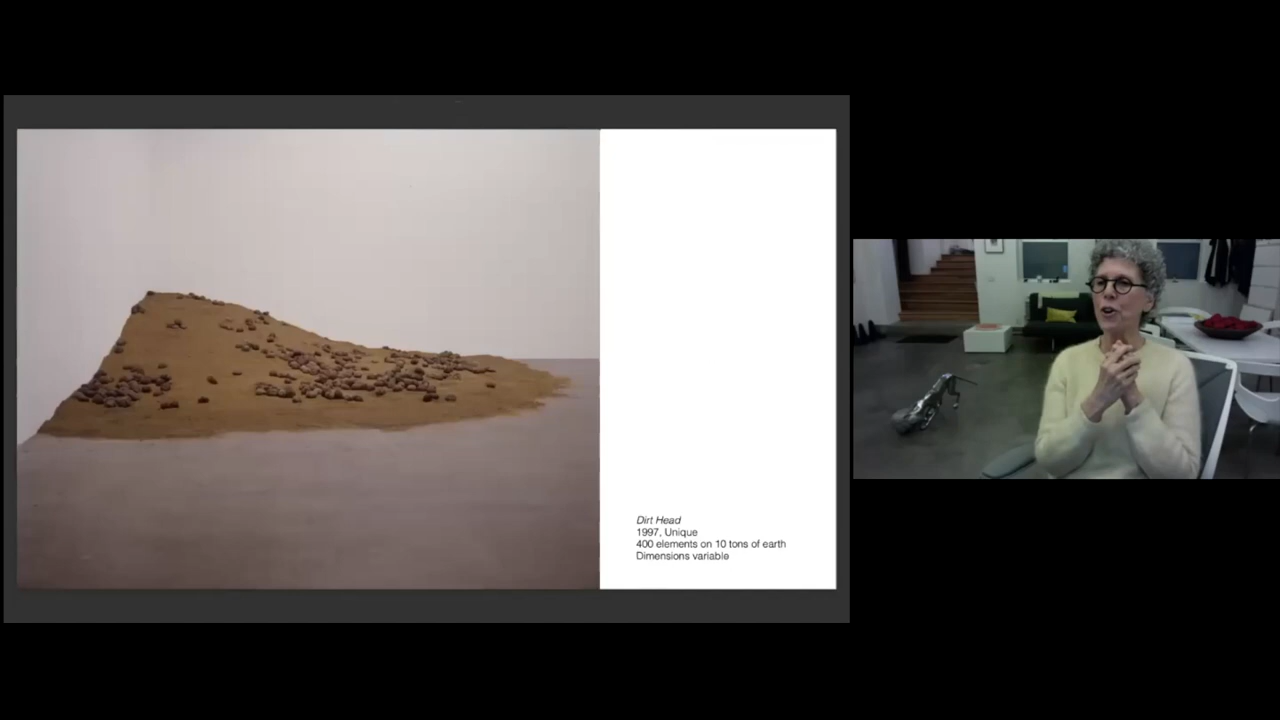 Dirt Head
1997, Unique
400 elements on 10 tons of earth
Dimensions variable